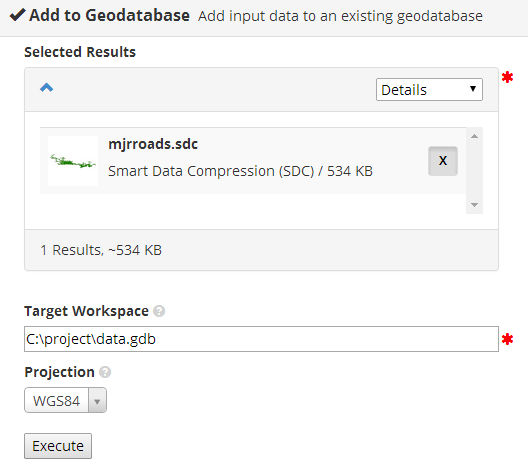 Add to Geodatabase Add input data to an existing geodatabase
Selected Results
Details
mjrroads.sdc
Smart Data Compression (SDC) / 534 KB
X
1 Results, ~534 KB
Target Workspace ?
C:\project\data.gdb
Projection ?
WGS84
Execute